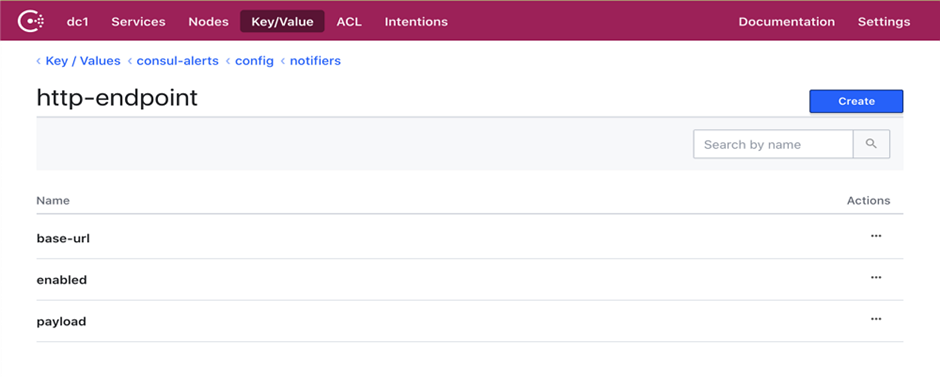 dc1 Services Nodes Key/Value ACL Intentions Documentation Settings
‹ Key / Values ‹ consul-alerts ‹ config ‹ notifiers
http-endpoint
Create
Search by name
Name Actions
base-url ...
enabled ...
payload ...